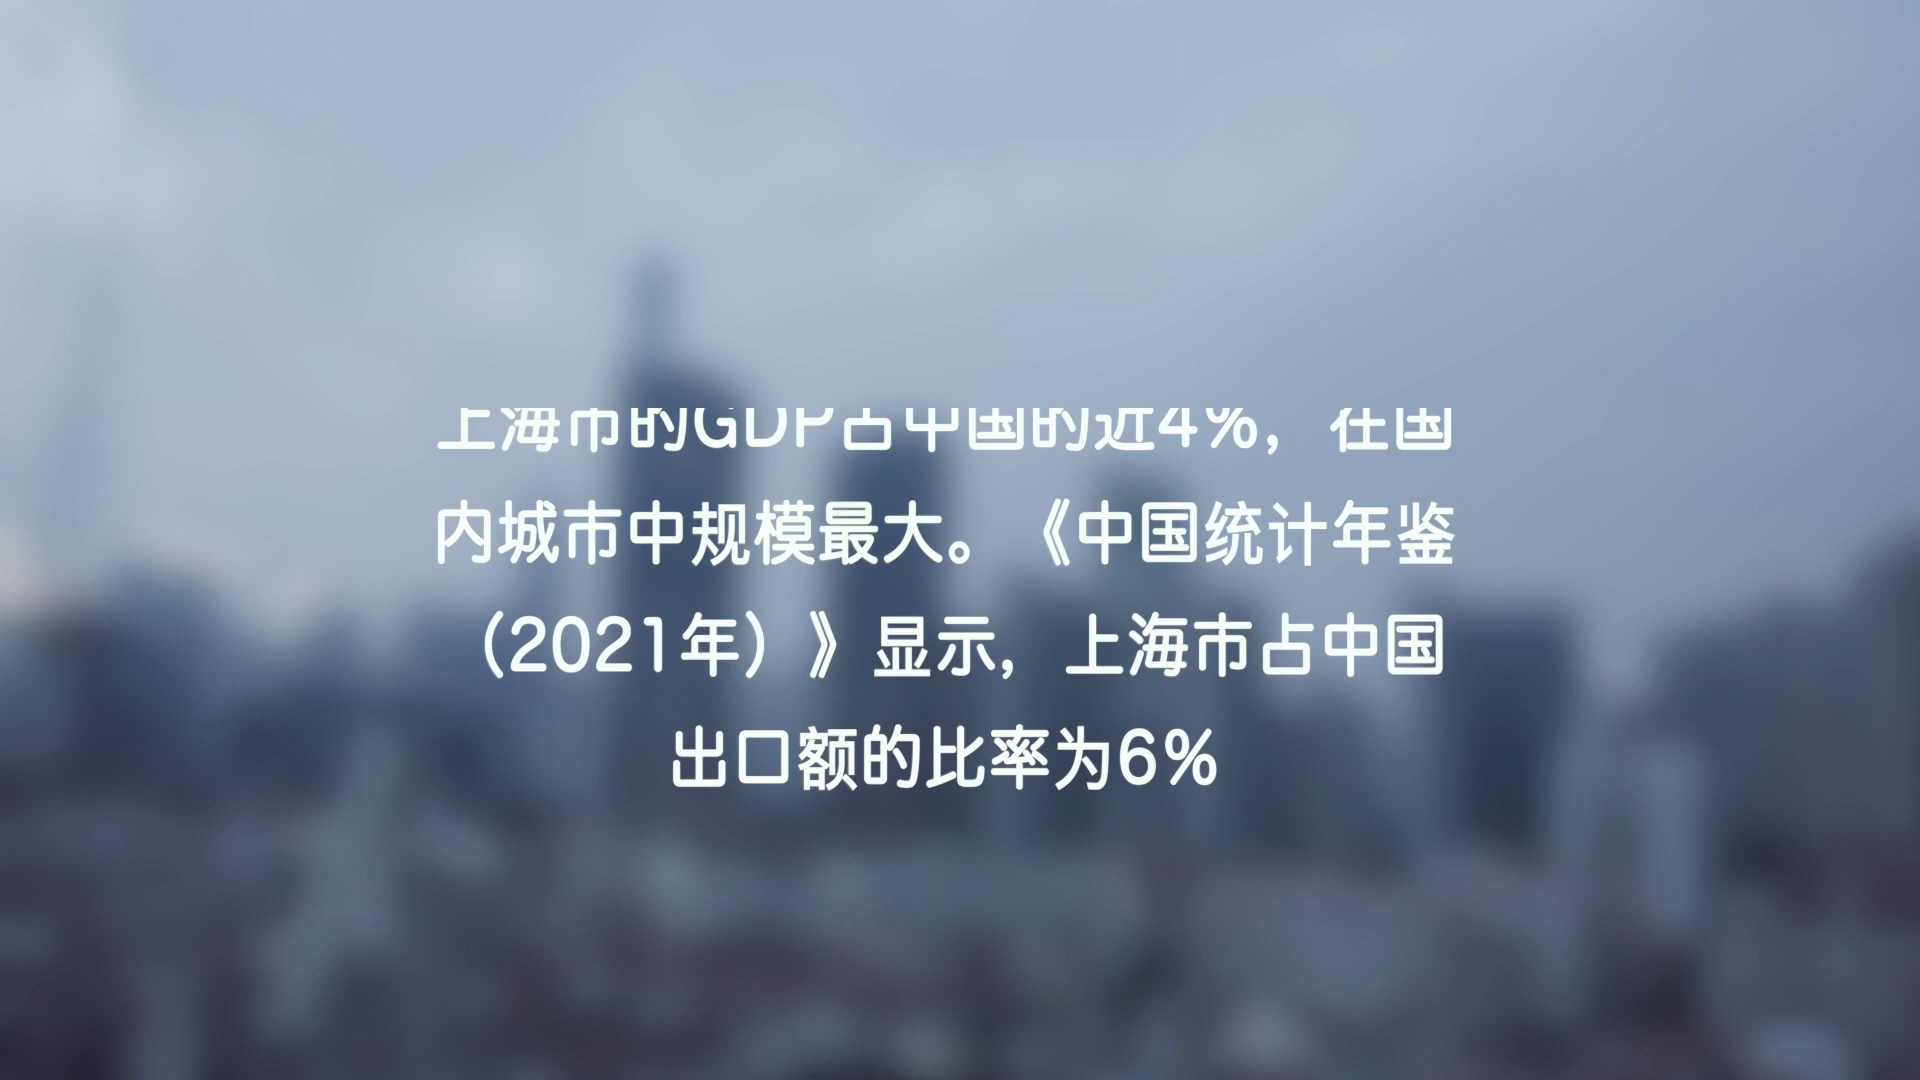 上海市的GDP占中国的近4%，在国
内城市中规模最大。《中国统计年鉴
（2021年）》显示，上海市占中国
出口额的比率为6%